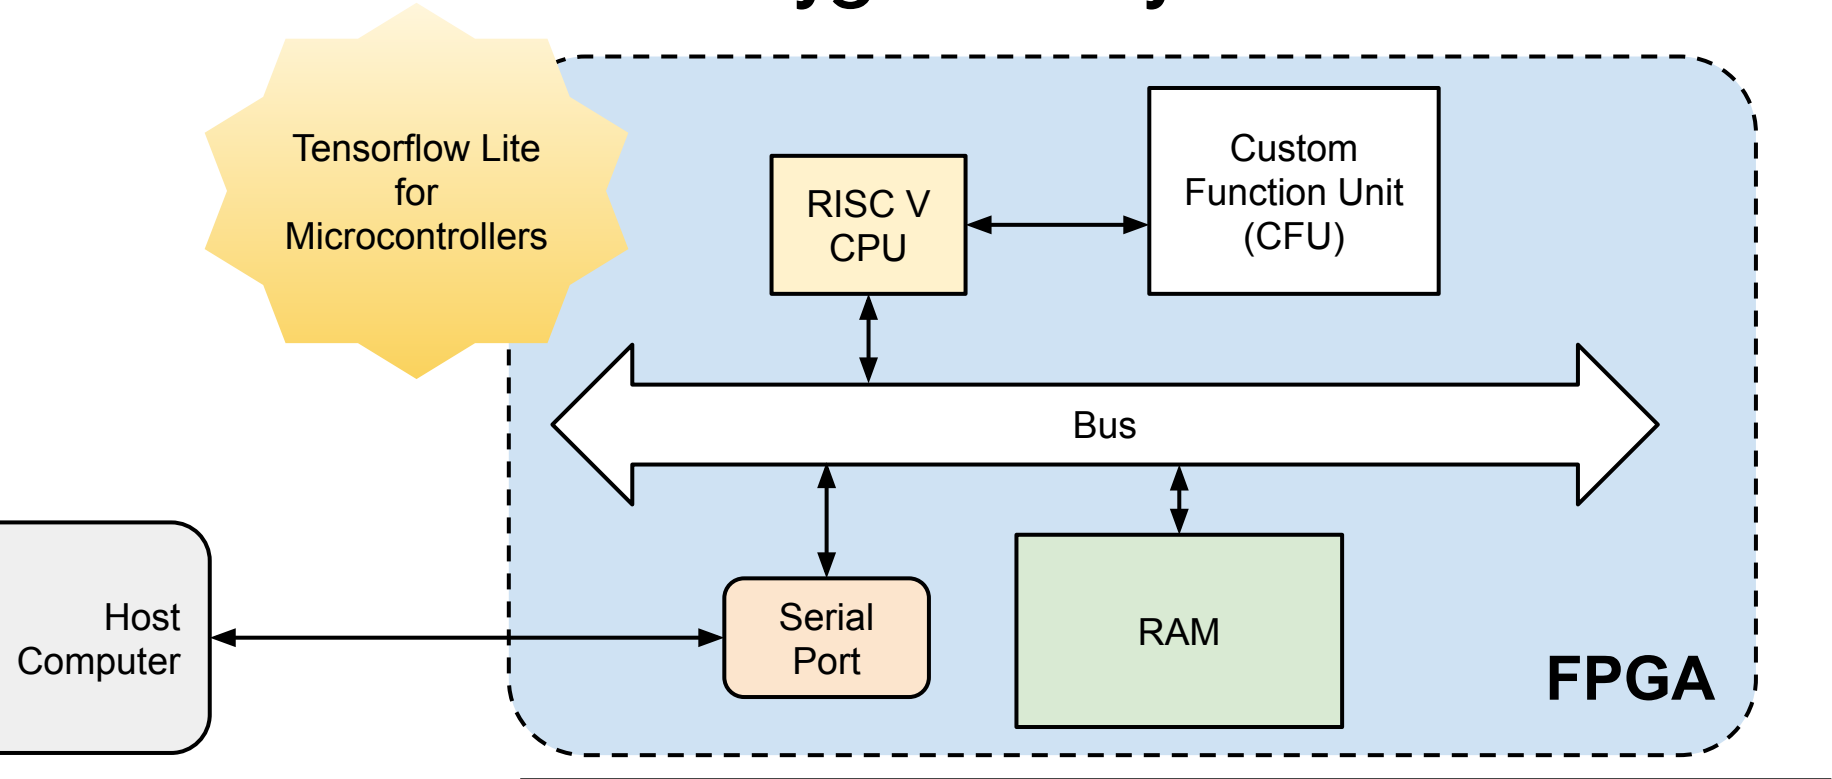 Tensorflow Lite
for
Microcontrollers
RISC V
CPU
Custom
Function Unit
(CFU)
Bus
Host
Computer
Serial
Port
RAM
FPGA